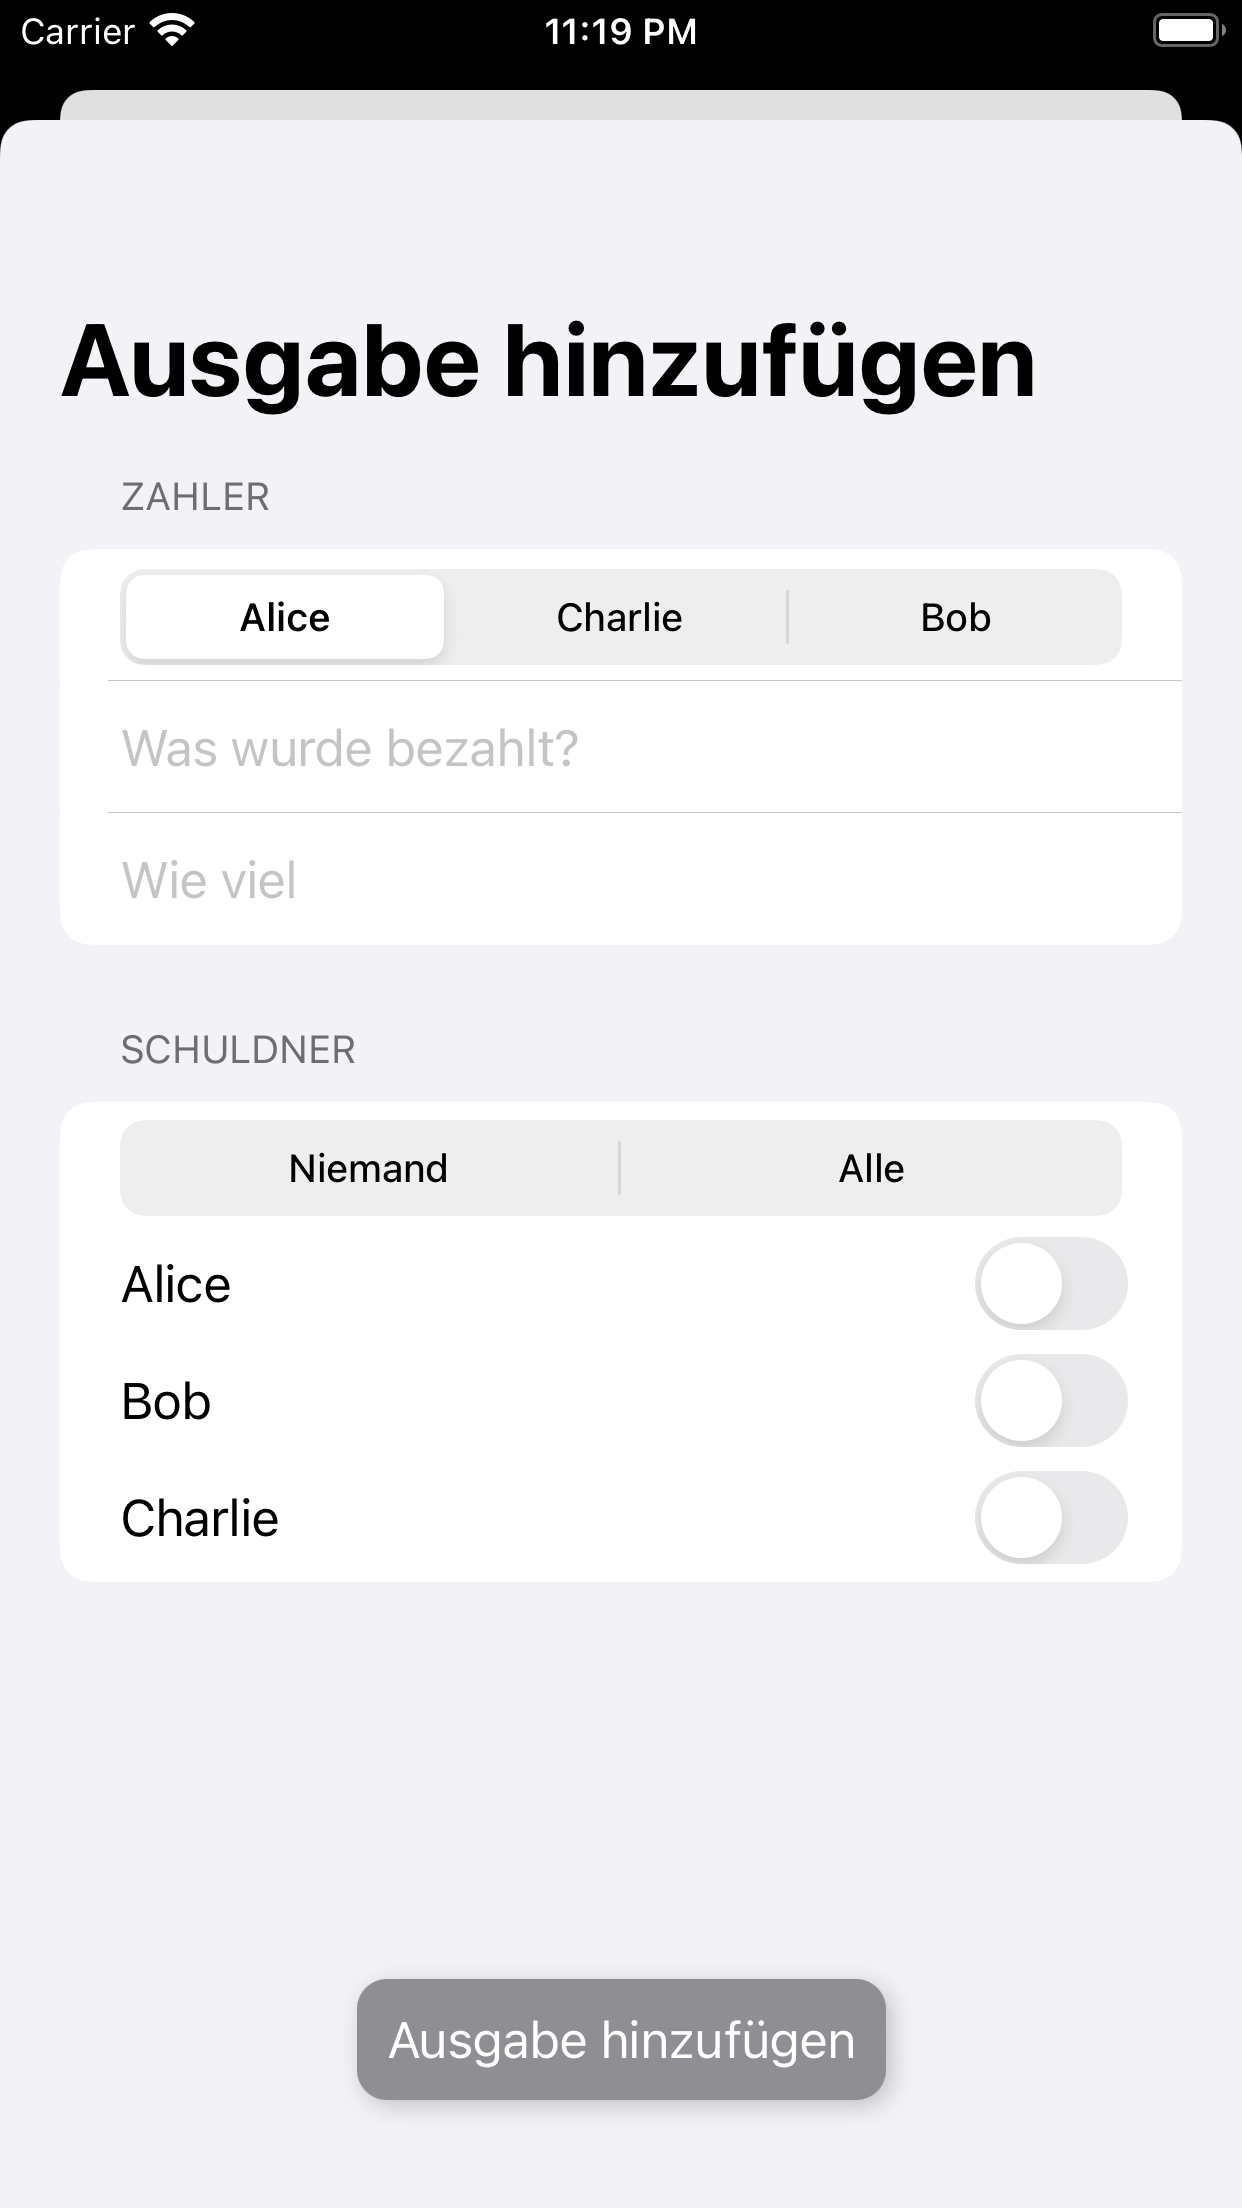 Carrier 11:19 PM
Ausgabe hinzufügen
ZAHLER
Alice Charlie Bob
Was wurde bezahlt?
Wie viel
SCHULDNER
Niemand Alle
Alice
Bob
Charlie
Ausgabe hinzufügen